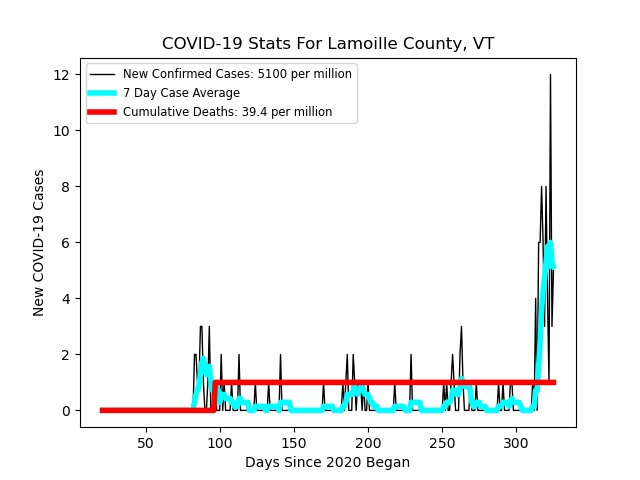 COVID-19 Stats For Lamoille County, VT
New Confirmed Cases: 5100 per million
7 Day Case Average
Cumulative Deaths: 39.4 per million
New COVID-19 Cases
12
10
8
6
4
2
0
50 100 150 200 250 300
Days Since 2020 Began